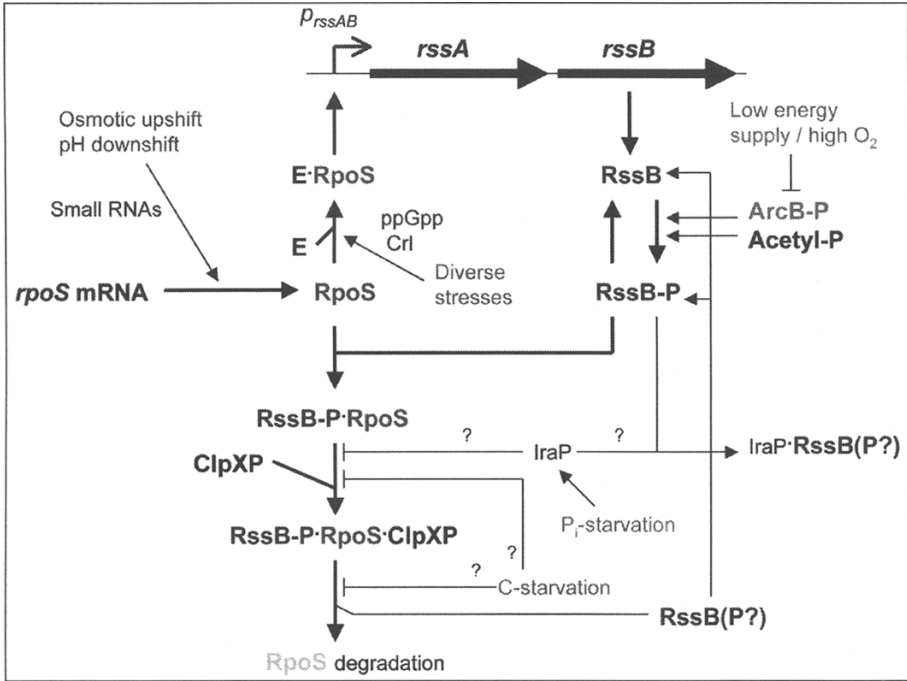 p_rssAB
rssA
rssB
Osmotic upshift
pH downshift
Low energy
supply / high O₂
E·RpoS
RssB
Small RNAs
ppGpp
Crl
ArcB-P
E
Acetyl-P
Diverse
stresses
rpoS mRNA
RpoS
RssB-P
RssB-P·RpoS
?
?
IraP
IraP·RssB(P?)
ClpXP
Pᵢ-starvation
RssB-P·RpoS·ClpXP
?
?
C-starvation
RssB(P?)
RpoS degradation